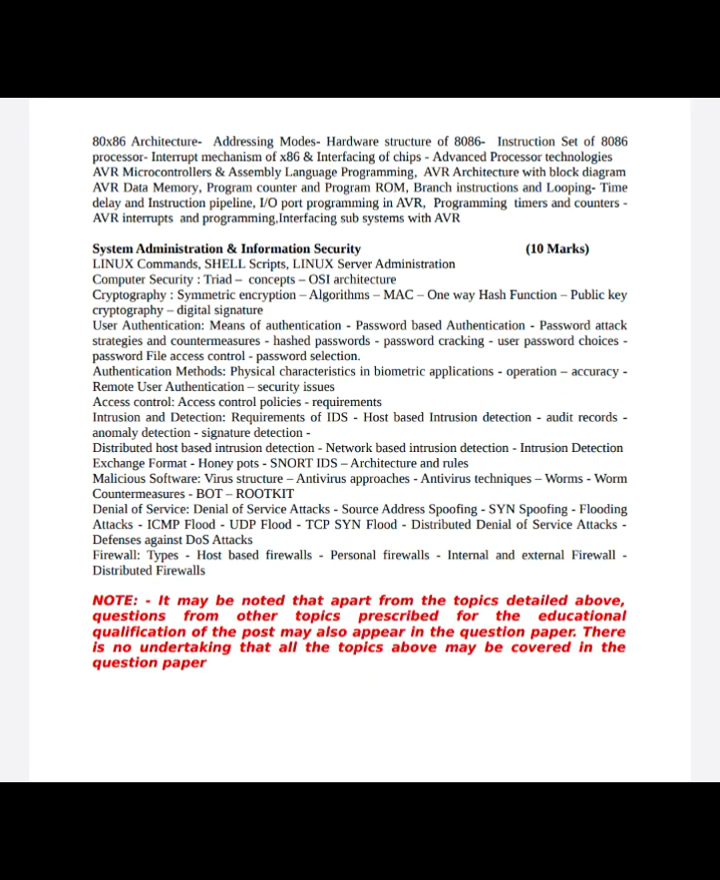 80x86 Architecture- Addressing Modes- Hardware structure of 8086- Instruction Set of 8086
processor- Interrupt mechanism of x86 & Interfacing of chips - Advanced Processor technologies
AVR Microcontrollers & Assembly Language Programming, AVR Architecture with block diagram
AVR Data Memory, Program counter and Program ROM, Branch instructions and Looping- Time
delay and Instruction pipeline, I/O port programming in AVR, Programming timers and counters -
AVR interrupts and programming,Interfacing sub systems with AVR
System Administration & Information Security (10 Marks)
LINUX Commands, SHELL Scripts, LINUX Server Administration
Computer Security : Triad – concepts – OSI architecture
Cryptography : Symmetric encryption – Algorithms – MAC – One way Hash Function – Public key
cryptography – digital signature
User Authentication: Means of authentication - Password based Authentication - Password attack
strategies and countermeasures - hashed passwords - password cracking - user password choices -
password File access control - password selection.
Authentication Methods: Physical characteristics in biometric applications - operation – accuracy -
Remote User Authentication – security issues
Access control: Access control policies - requirements
Intrusion and Detection: Requirements of IDS - Host based Intrusion detection - audit records -
anomaly detection - signature detection -
Distributed host based intrusion detection - Network based intrusion detection - Intrusion Detection
Exchange Format - Honey pots - SNORT IDS – Architecture and rules
Malicious Software: Virus structure – Antivirus approaches - Antivirus techniques – Worms - Worm
Countermeasures - BOT – ROOTKIT
Denial of Service: Denial of Service Attacks - Source Address Spoofing - SYN Spoofing - Flooding
Attacks - ICMP Flood - UDP Flood - TCP SYN Flood - Distributed Denial of Service Attacks -
Defenses against DoS Attacks
Firewall: Types - Host based firewalls - Personal firewalls - Internal and external Firewall -
Distributed Firewalls
NOTE: - It may be noted that apart from the topics detailed above,
questions from other topics prescribed for the educational
qualification of the post may also appear in the question paper. There
is no undertaking that all the topics above may be covered in the
question paper